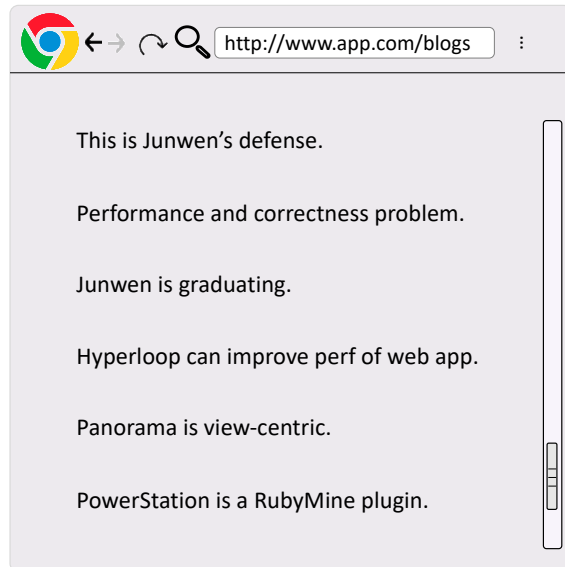 http://www.app.com/blogs
This is Junwen’s defense.
Performance and correctness problem.
Junwen is graduating.
Hyperloop can improve perf of web app.
Panorama is view-centric.
PowerStation is a RubyMine plugin.